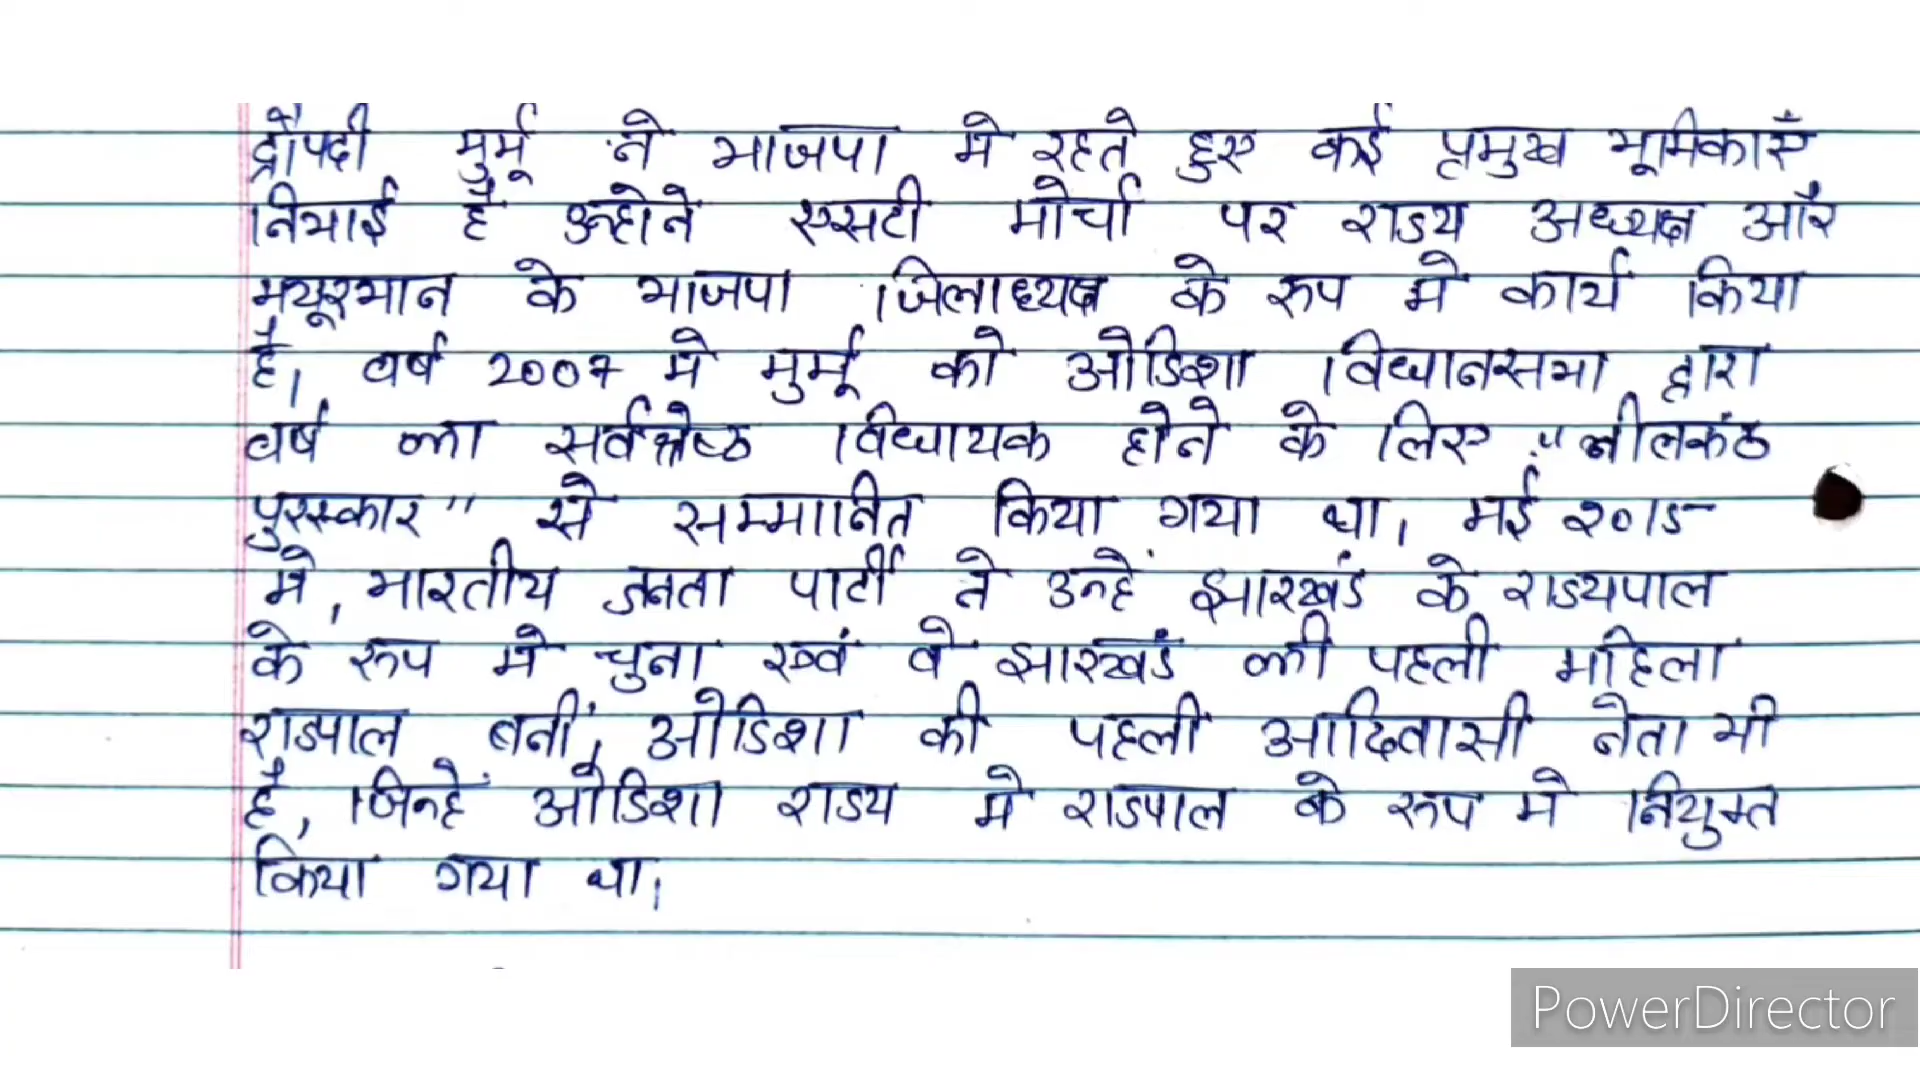 द्रौपदी मुर्मू ने भाजपा मे रहते हुए कई प्रमुख भूमिकाएँ
निभाई है उन्होने एसटी मोर्चा पर राज्य अध्यक्ष और
मयूरभान के भाजपा जिलाध्यक्ष के रुप मे कार्य किया
है। वर्ष 2007 मे मुर्मू को ओडिशा विधानसभा द्वारा
वर्ष का सर्वश्रेष्ठ विधायक होने के लिए "नीलकंठ
पुरस्कार" से सम्मानित किया गया था। मई 2015
मे, भारतीय जनता पार्टी ने उन्हें झारखंड के राज्यपाल
के रुप मे चुना एवं वे झारखंड की पहली महिला
राज्पाल बनीं, ओडिशा की पहली आदिवासी नेता भी
है, जिन्हें ओडिशा राज्य मे राज्पाल के रुप मे नियुक्त
किया गया था।
PowerDirector